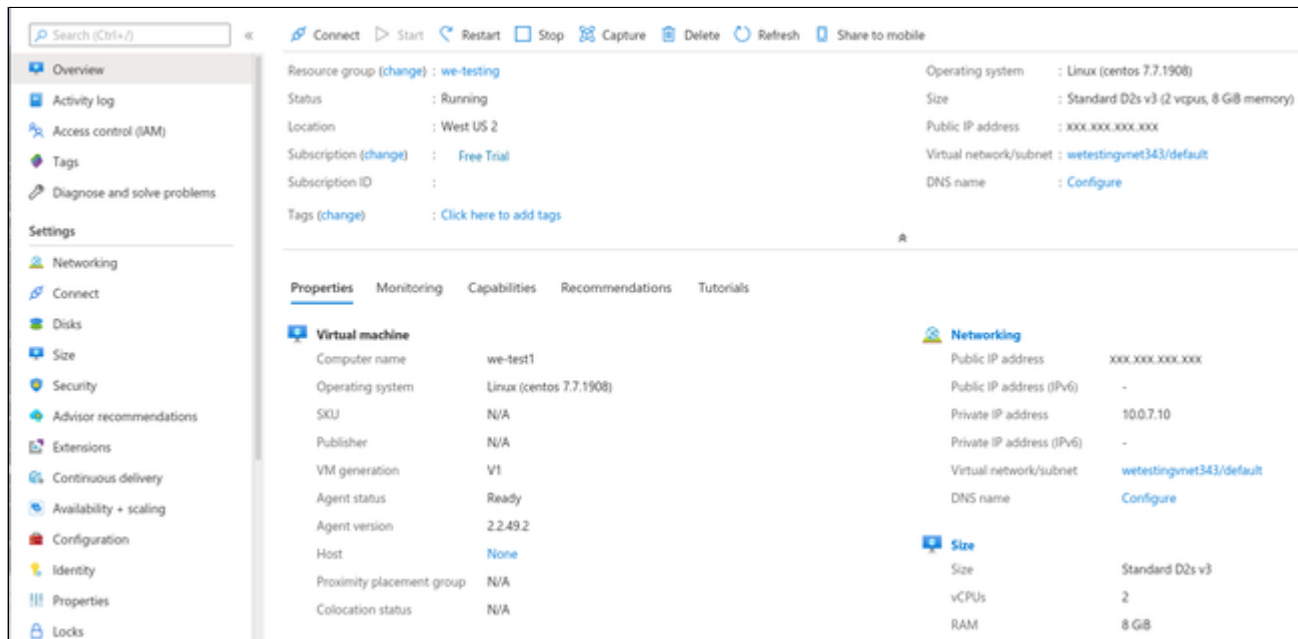 Search (Ctrl+/)
«
Connect Start Restart Stop Capture Delete Refresh Share to mobile
Overview
Activity log
Access control (IAM)
Tags
Diagnose and solve problems
Settings
Networking
Connect
Disks
Size
Security
Advisor recommendations
Extensions
Continuous delivery
Availability + scaling
Configuration
Identity
Properties
Locks
Resource group (change) : we-testing
Status : Running
Location : West US 2
Subscription (change) : Free Trial
Subscription ID :
Tags (change) : Click here to add tags
Operating system : Linux (centos 7.7.1908)
Size : Standard D2s v3 (2 vcpus, 8 GiB memory)
Public IP address : xxx.xxx.xxx.xxx
Virtual network/subnet : wetestingvnet343/default
DNS name : Configure
Properties Monitoring Capabilities Recommendations Tutorials
Virtual machine
Computer name we-test1
Operating system Linux (centos 7.7.1908)
SKU N/A
Publisher N/A
VM generation V1
Agent status Ready
Agent version 2.2.49.2
Host None
Proximity placement group N/A
Colocation status N/A
Networking
Public IP address xxx.xxx.xxx.xxx
Public IP address (IPv6) -
Private IP address 10.0.7.10
Private IP address (IPv6) -
Virtual network/subnet wetestingvnet343/default
DNS name Configure
Size
Size Standard D2s v3
vCPUs 2
RAM 8 GiB